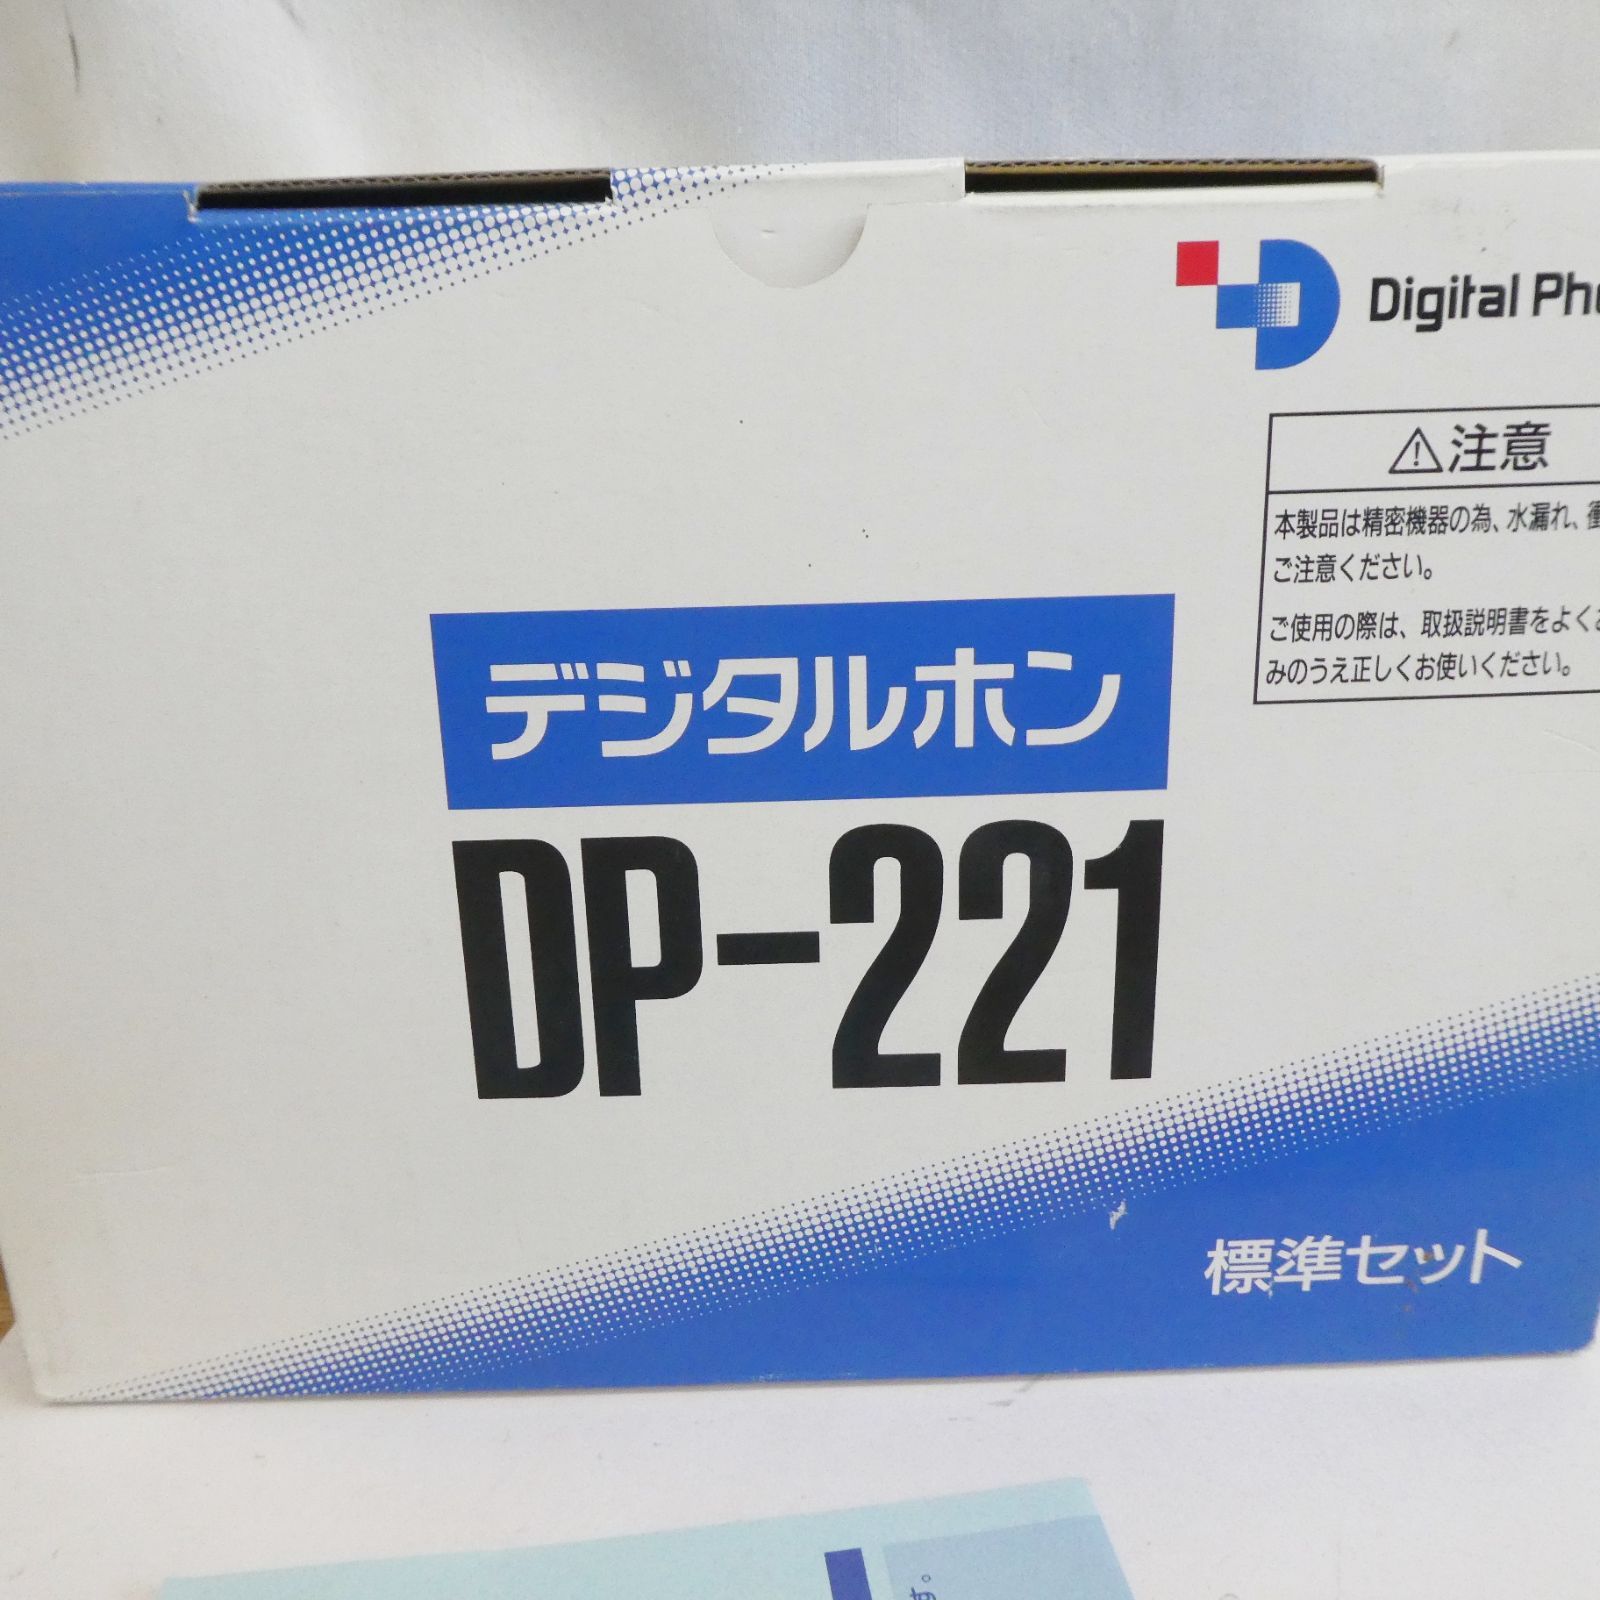 Digital
注意
本製品は精密機器の為、水漏れ、
ご注意ください。
ご使用の際は、取扱説明書をよく
みのうえ正しくお使いください。
デジタルホン
DP-221
標準セット
す。